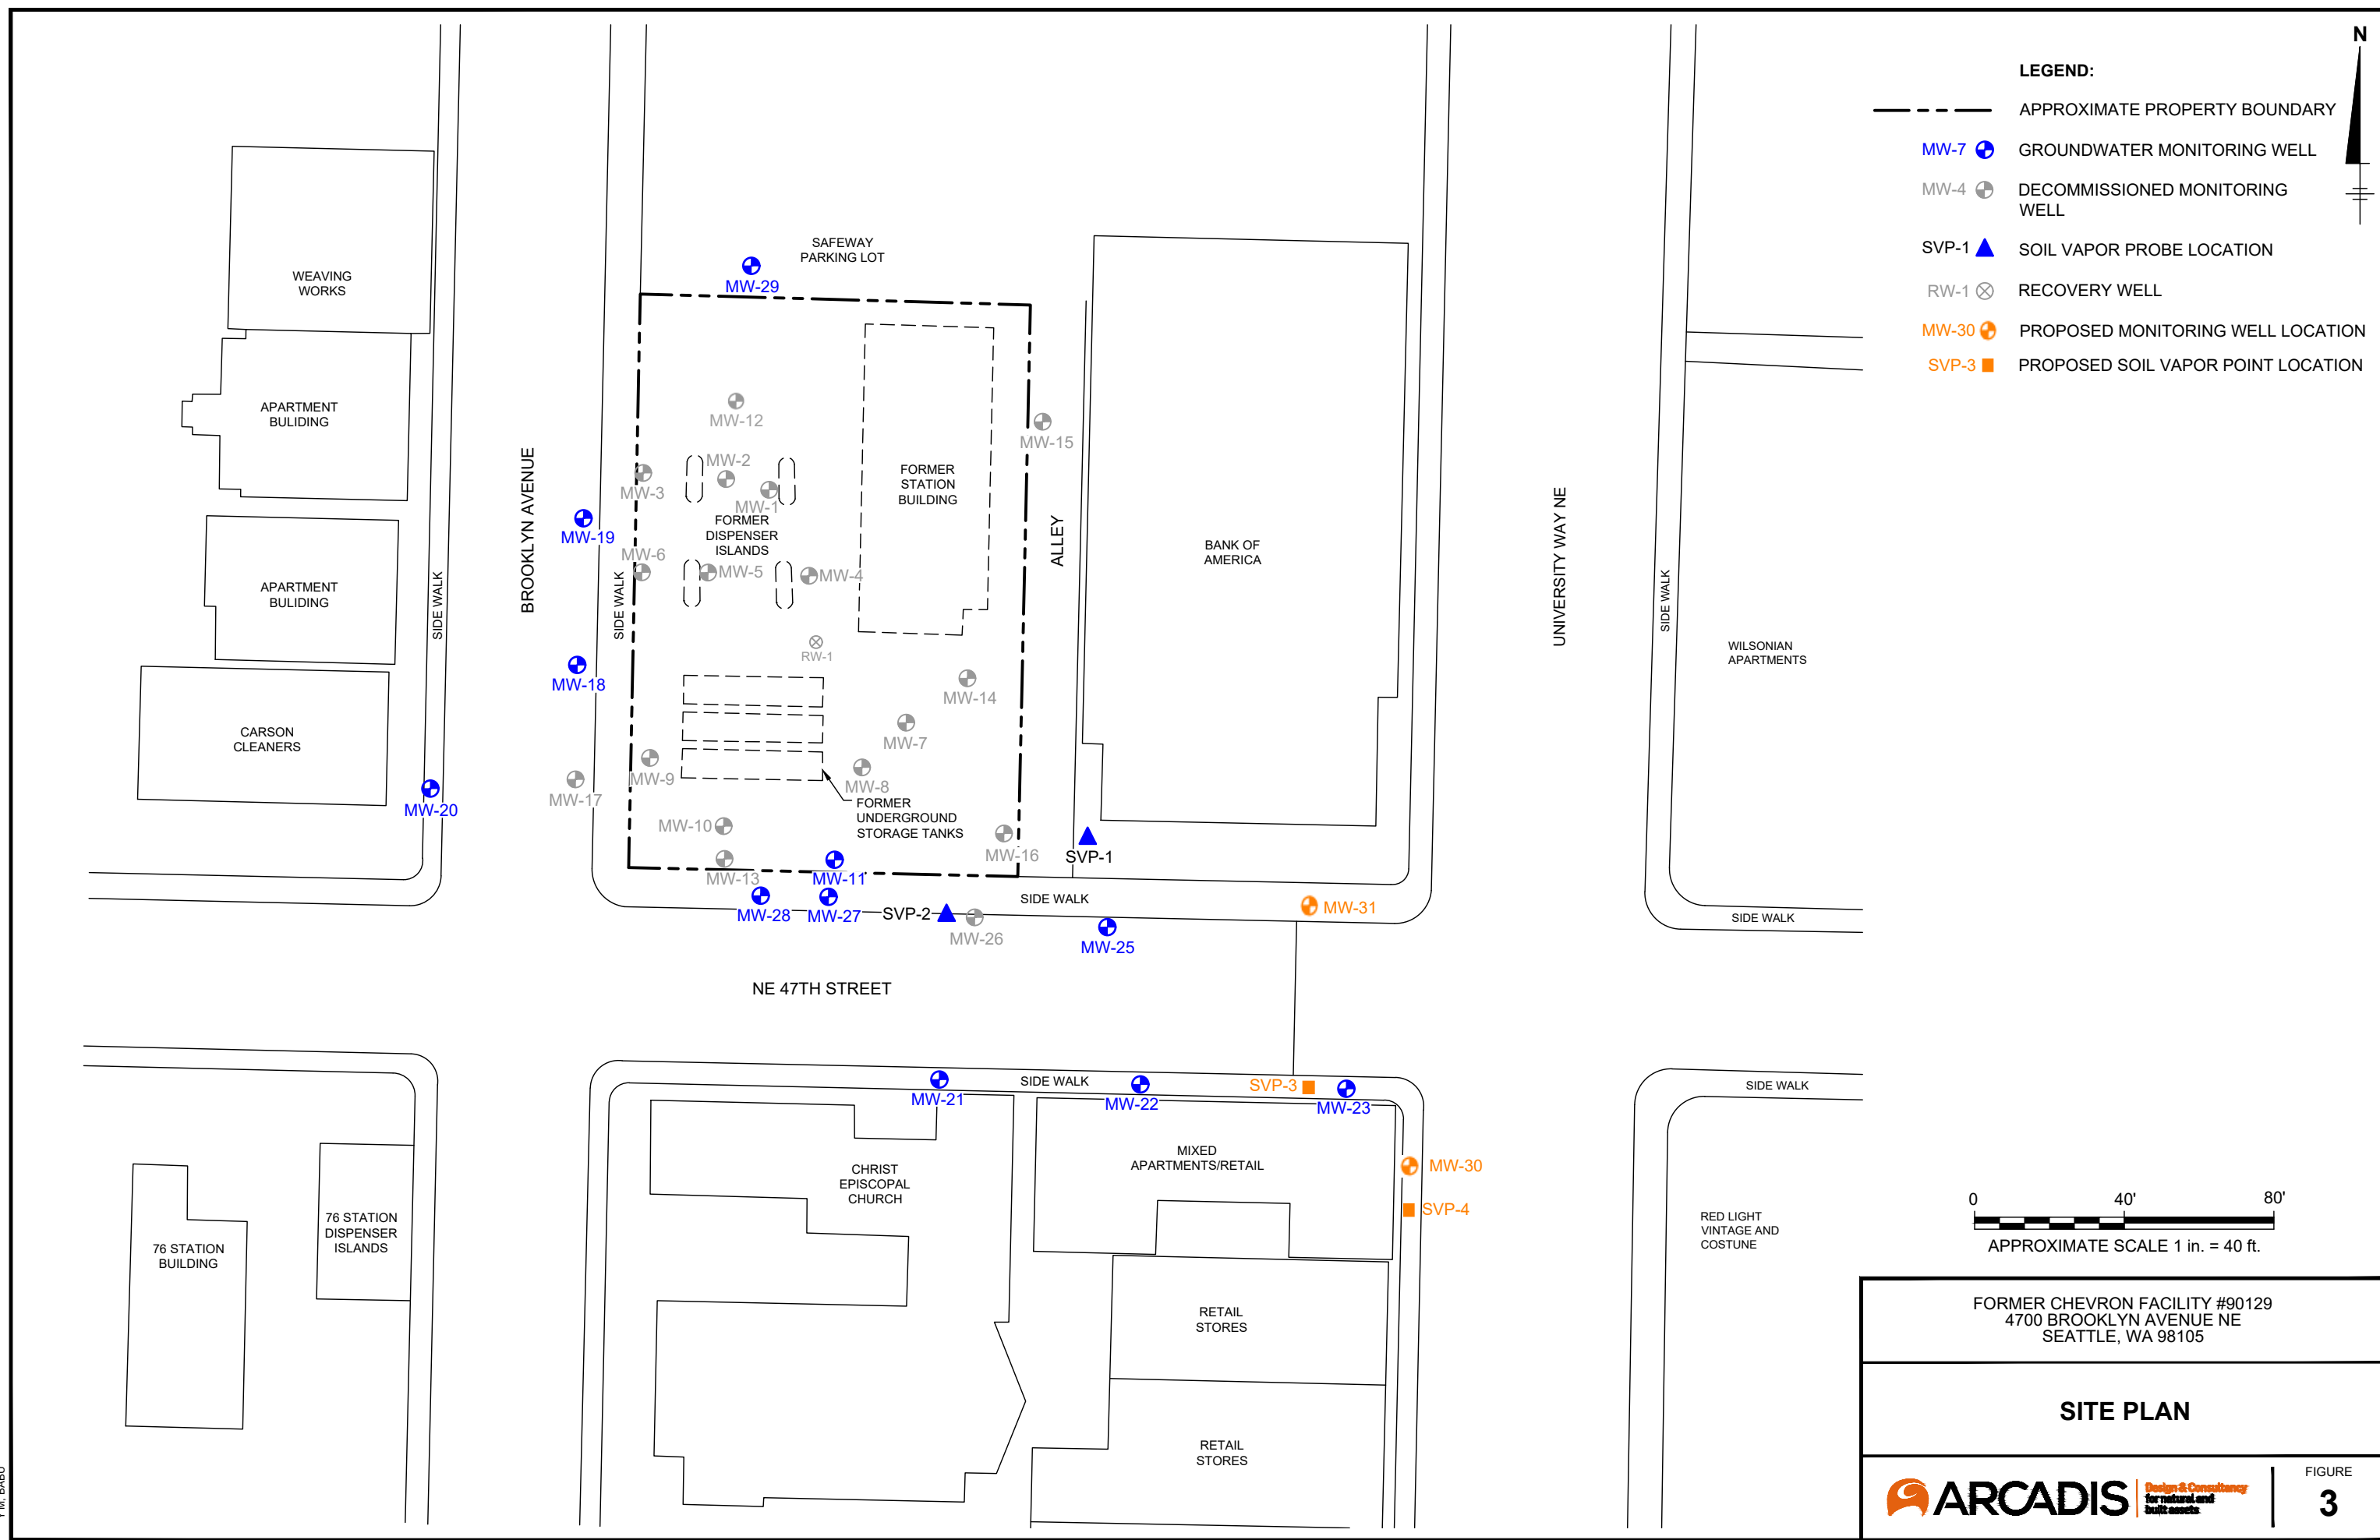 N
LEGEND:
APPROXIMATE PROPERTY BOUNDARY
MW-7 GROUNDWATER MONITORING WELL
MW-4 DECOMMISSIONED MONITORING
WELL
SVP-1 SOIL VAPOR PROBE LOCATION
RW-1 RECOVERY WELL
MW-30 PROPOSED MONITORING WELL LOCATION
SVP-3 PROPOSED SOIL VAPOR POINT LOCATION
SAFEWAY
PARKING LOT
MW-29
WEAVING
WORKS
APARTMENT
BULIDING
APARTMENT
BULIDING
CARSON
CLEANERS
SIDE WALK
BROOKLYN AVENUE
SIDE WALK
MW-12
MW-15
MW-2
MW-3
MW-1
FORMER
DISPENSER
ISLANDS
FORMER
STATION
BUILDING
MW-19
MW-6
MW-5
MW-4
ALLEY
BANK OF
AMERICA
UNIVERSITY WAY NE
SIDE WALK
WILSONIAN
APARTMENTS
RW-1
MW-18
MW-14
MW-7
MW-9
MW-8
MW-17
MW-20
FORMER
UNDERGROUND
STORAGE TANKS
MW-10
MW-16
SVP-1
MW-13
MW-11
MW-28
MW-27
SVP-2
MW-26
SIDE WALK
MW-25
MW-31
SIDE WALK
NE 47TH STREET
MW-21
SIDE WALK
MW-22
SVP-3
MW-23
SIDE WALK
MIXED
APARTMENTS/RETAIL
MW-30
SVP-4
CHRIST
EPISCOPAL
CHURCH
76 STATION
DISPENSER
ISLANDS
76 STATION
BUILDING
RED LIGHT
VINTAGE AND
COSTUNE
RETAIL
STORES
RETAIL
STORES
0 40' 80'
APPROXIMATE SCALE 1 in. = 40 ft.
FORMER CHEVRON FACILITY #90129
4700 BROOKLYN AVENUE NE
SEATTLE, WA 98105
SITE PLAN
ARCADIS
Design & Consultancy
for natural and
built assets
FIGURE
3